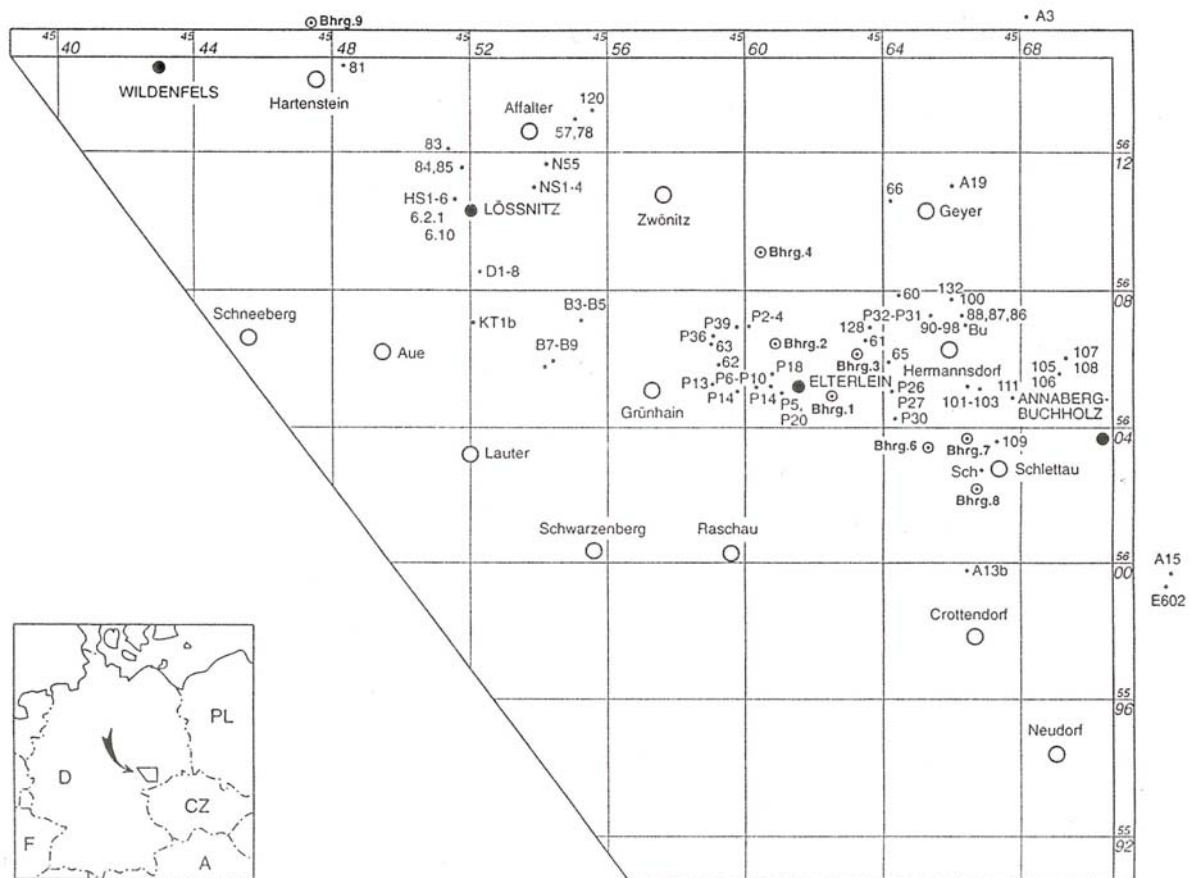 Bhrg.9
A3
45 40
45 44
45 48
45 52
45 56
45 60
45 64
45 68
81
WILDENFELS
Hartenstein
Affalter
120
57,78
83
56 12
84,85
N55
NS1-4
HS1-6
LÖSSNITZ
6.2.1
6.10
Zwönitz
66
A19
Geyer
Bhrg.4
D1-8
56 08
Schneeberg
KT1b
B3-B5
B7-B9
Aue
P39
P2-4
P36
63
62
Bhrg.2
128
P32-P31
60
132
100
88,87,86
90-98
Bu
61
Bhrg.3
65
Hermannsdorf
107
105
108
106
P13
P6-P10
P18
ELTERLEIN
P14
P14
P5,
P20
Bhrg.1
P26
P27
P30
101-103
111
ANNABERG-
BUCHHOLZ
Grünhain
56 04
Lauter
Bhrg.6
Bhrg.7
109
Sch
Schlettau
Bhrg.8
Schwarzenberg
Raschau
56 00
A13b
A15
E602
Crottendorf
55 96
Neudorf
55 92
PL
D
CZ
F
A